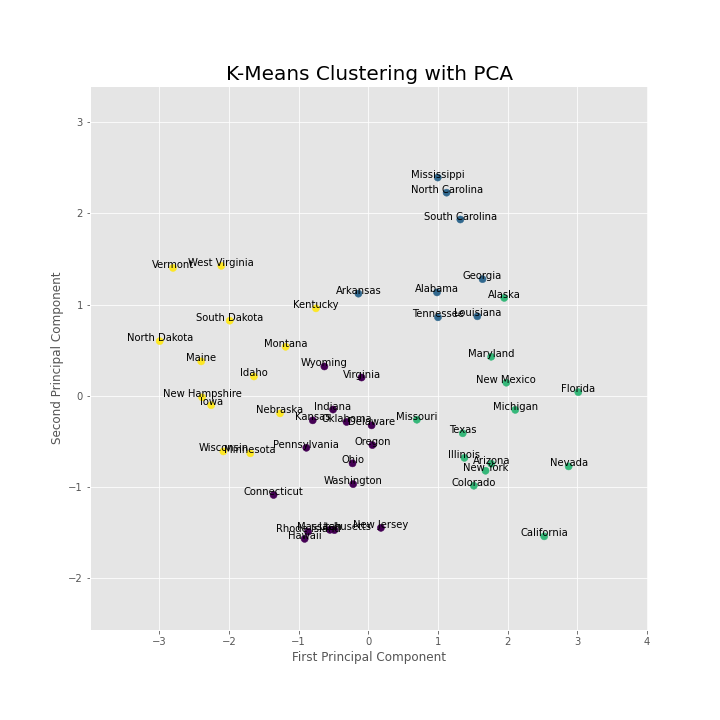 K-Means Clustering with PCA
3
2
1
0
−1
−2
Second Principal Component
Mississippi
North Carolina
South Carolina
Vermont
West Virginia
Georgia
Arkansas
Alabama
Alaska
Kentucky
Tennessee
Louisiana
South Dakota
North Dakota
Montana
Maine
Maryland
Wyoming
Idaho
Virginia
New Mexico
Florida
New Hampshire
Iowa
Nebraska
Indiana
Michigan
Kansas
Oklahoma
Delaware
Missouri
Texas
Pennsylvania
Oregon
Wisconsin
Minnesota
Illinois
Ohio
Arizona
New York
Nevada
Washington
Colorado
Connecticut
Rhode Island
Massachusetts
Utah
New Jersey
Hawaii
California
−3
−2
−1
0
1
2
3
4
First Principal Component